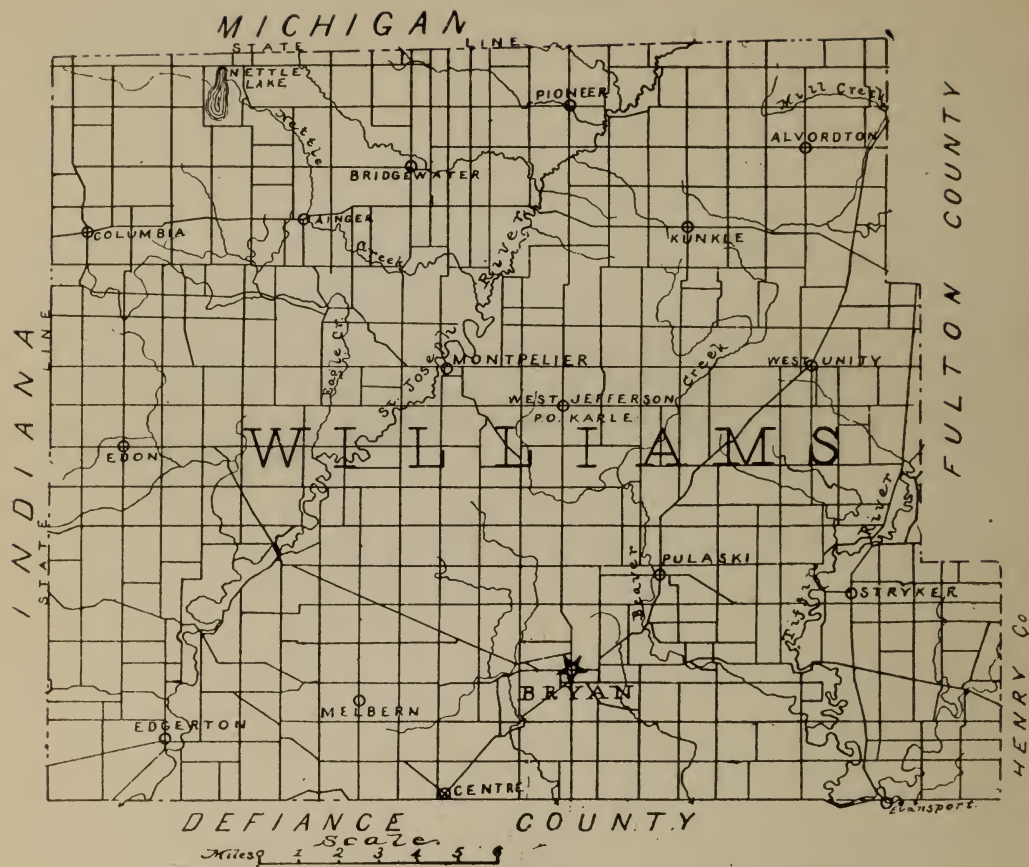 MICHIGAN
STATE LINE
NETTLE
LAKE
Nettle
Creek
PIONEER
Mill Creek
ALVORDTON
BRIDGEWATER
AINGER
COLUMBIA
KUNKLE
River
FULTON COUNTY
INDIANA
STATE LINE
Eagle Cr.
St Joseph
MONTPELIER
WEST UNITY
Creek
WEST JEFFERSON
P.O. KARLE
EDON
WILLIAMS
River
Beaver
PULASKI
STRYKER
Tiffin
HENRY Co
BRYAN
MELBERN
EDGERTON
CENTRE
Evansport.
DEFIANCE COUNTY
Scale
Miles 0 1 2 3 4 5 6